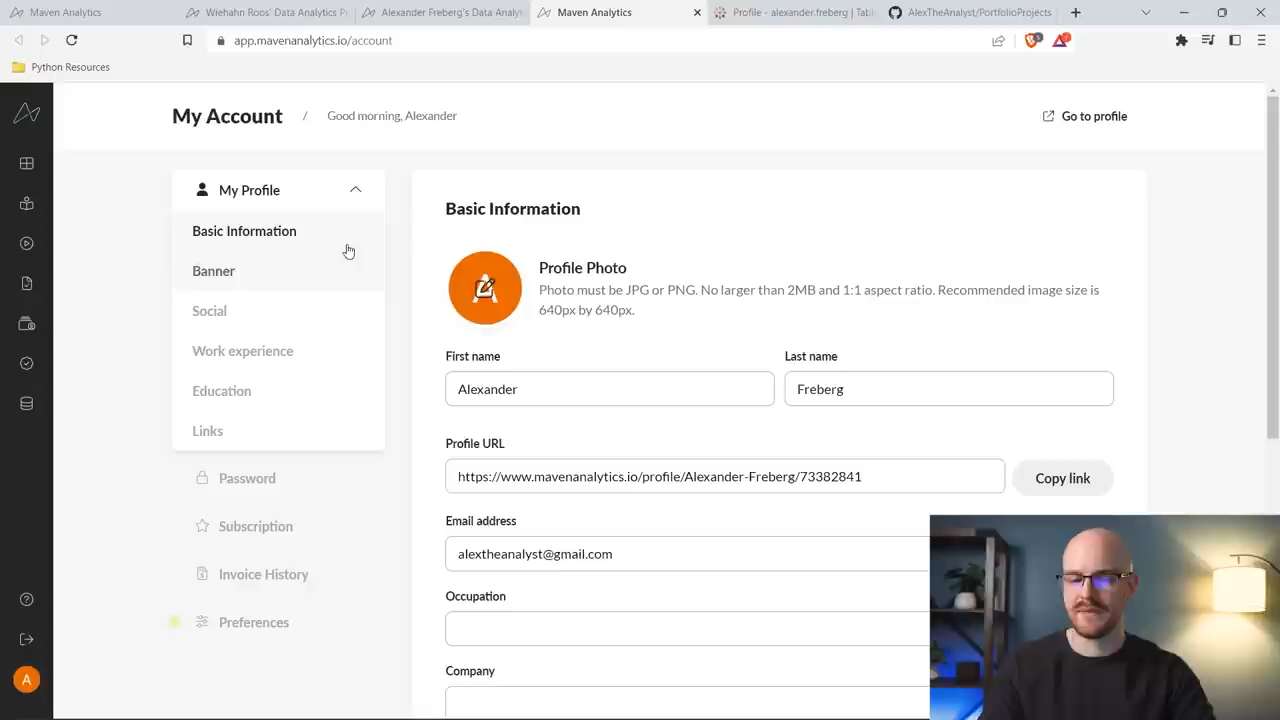 Maven Analytics
Wiehahn Roos' Data Analytics Po
Alexander Freberg's Data Analyt
Maven Analytics
Profile - alexander.freberg | Tabl
AlexTheAnalyst/PortfolioProjects
app.mavenanalytics.io/account
Python Resources
My Account / Good morning, Alexander
Go to profile
My Profile
Basic Information
Banner
Social
Work experience
Education
Links
Password
Subscription
Invoice History
Preferences
A
Basic Information
Profile Photo
Photo must be JPG or PNG. No larger than 2MB and 1:1 aspect ratio. Recommended image size is
640px by 640px.
First name
Last name
Alexander
Freberg
Profile URL
https://www.mavenanalytics.io/profile/Alexander-Freberg/73382841
Copy link
Email address
alextheanalyst@gmail.com
Occupation
Company